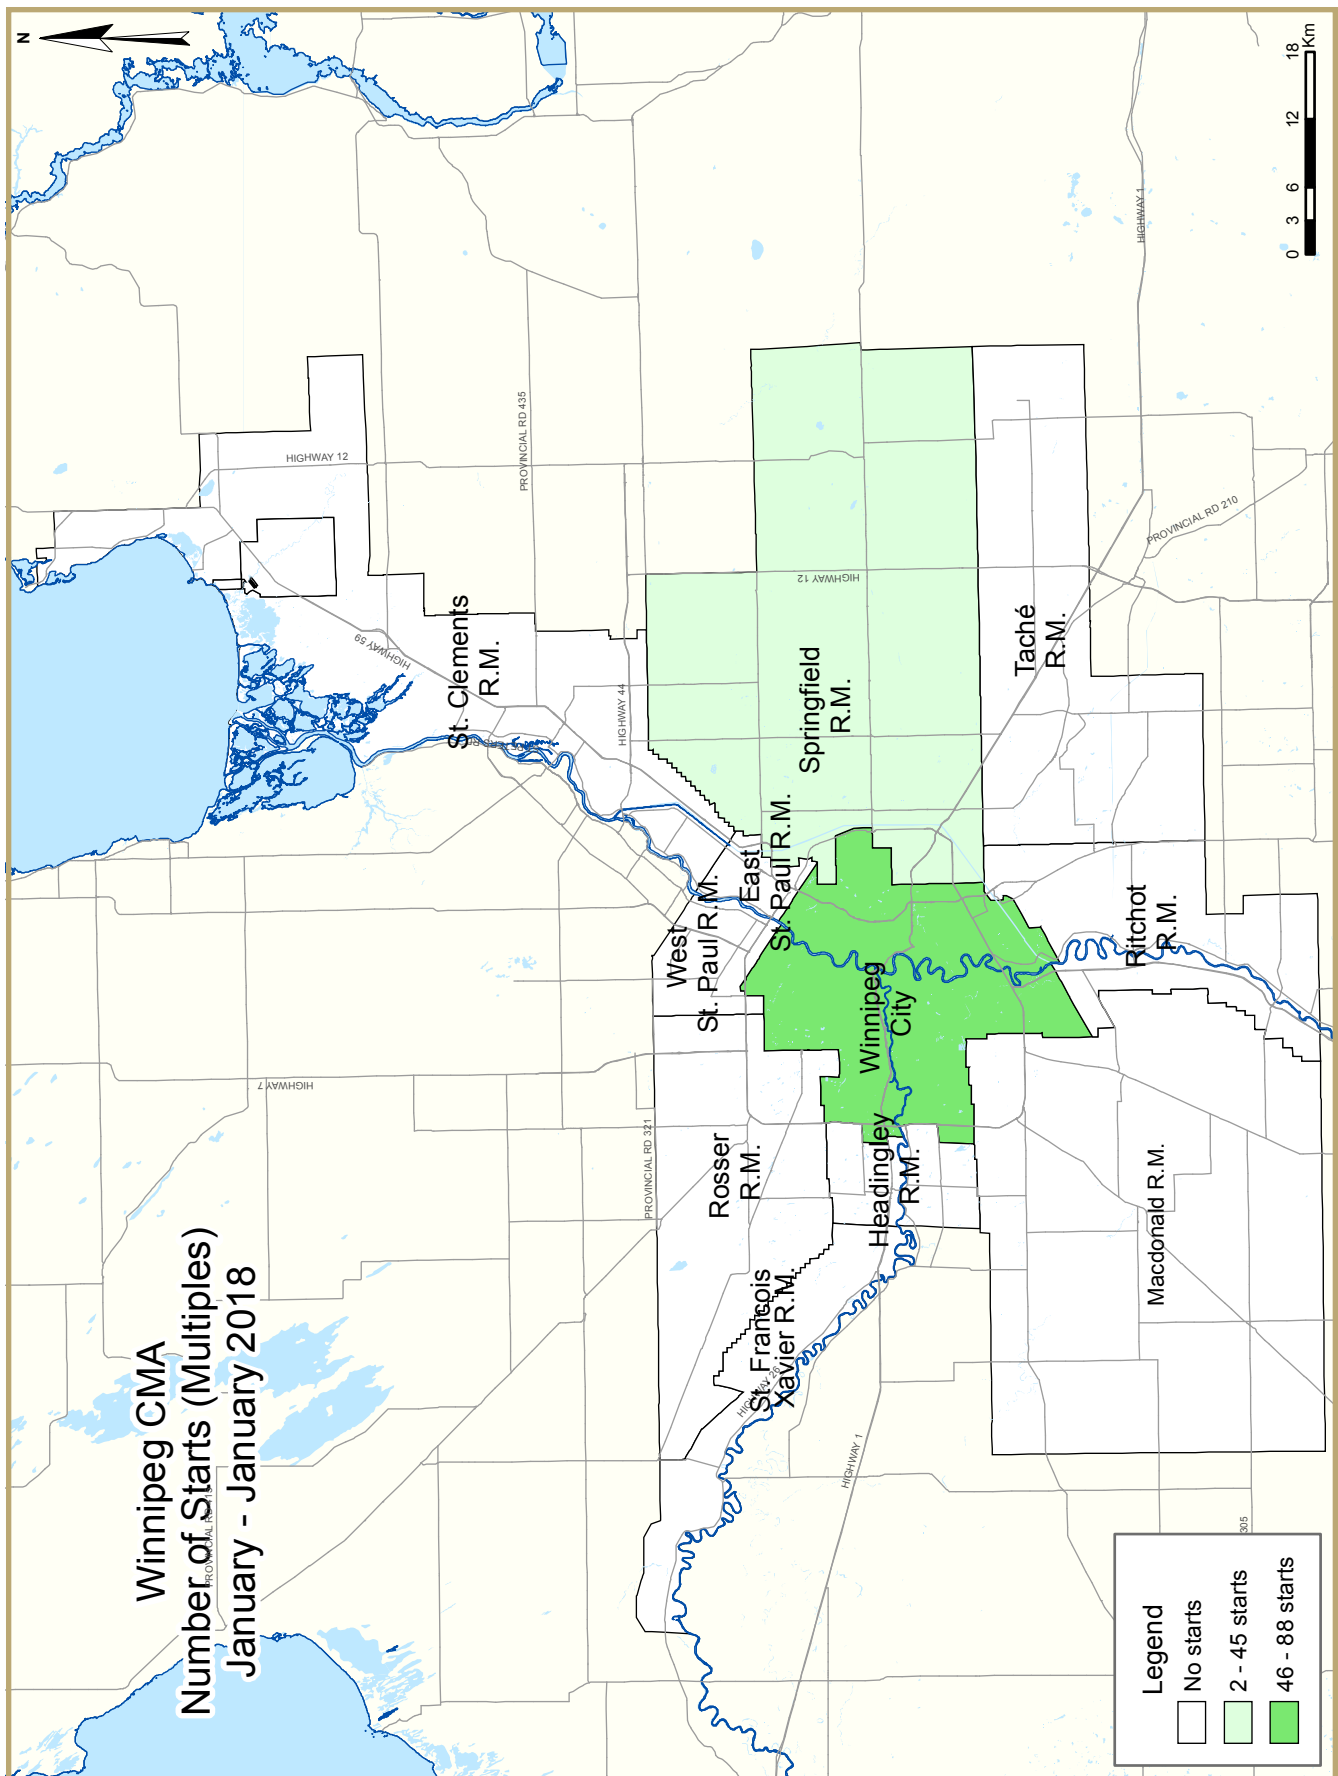 Winnipeg CMA
Number of Starts (Multiples)
January - January 2018
N
HIGHWAY 12
HIGHWAY 59
PROVINCIAL RD 435
St. Clements
R.M.
HIGHWAY 44
HIGHWAY 7
PROVINCIAL RD 321
West
St. Paul R.M.
East
St. Paul R.M.
Springfield
R.M.
HIGHWAY 12
Rosser
R.M.
St. François
Xavier R.M.
HIGHWAY 26
Winnipeg
City
Headingley
R.M.
HIGHWAY 1
Taché
R.M.
HIGHWAY 1
PROVINCIAL RD 210
Ritchot
R.M.
Macdonald R.M.
305
Legend
No starts
2 - 45 starts
46 - 88 starts
0 3 6 12 18
Km